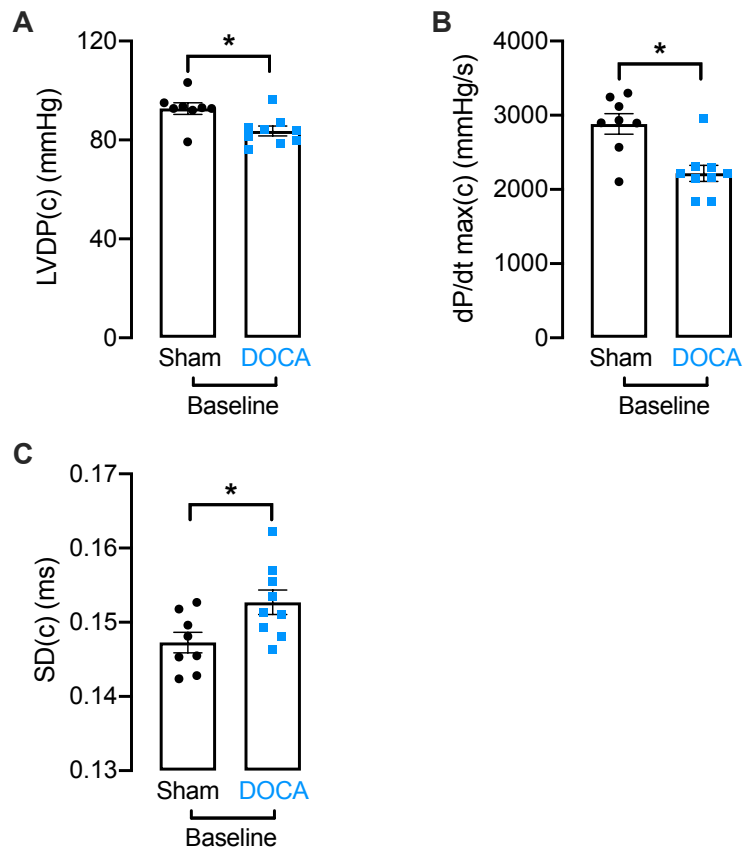 A
LVDP(c) (mmHg)
120
80
40
0
*
Sham DOCA
Baseline
B
dP/dt max(c) (mmHg/s)
4000
3000
2000
1000
0
*
Sham DOCA
Baseline
C
SD(c) (ms)
0.17
0.16
0.15
0.14
0.13
*
Sham DOCA
Baseline